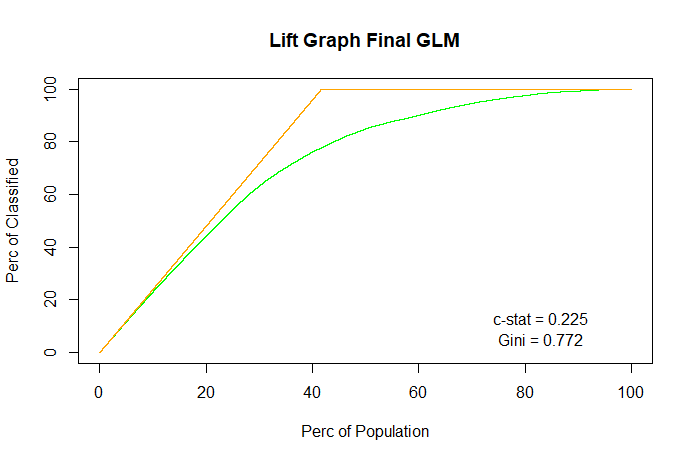 Lift Graph Final GLM
Perc of Classified
100
80
60
40
20
0
c-stat = 0.225
Gini = 0.772
0 20 40 60 80 100
Perc of Population